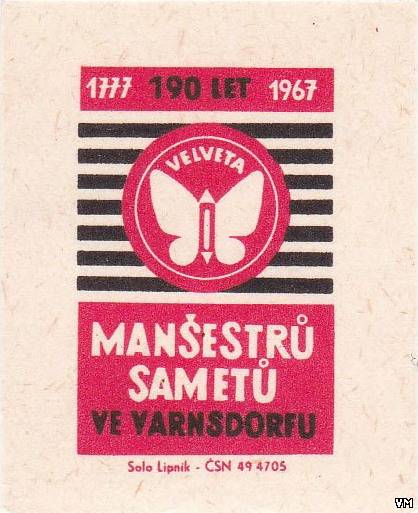 1777 190 LET 1967
VELVETA
MANŠESTRŮ
SAMETŮ
VE VARNSDORFU
Solo Lipník - ČSN 49 4705
VM